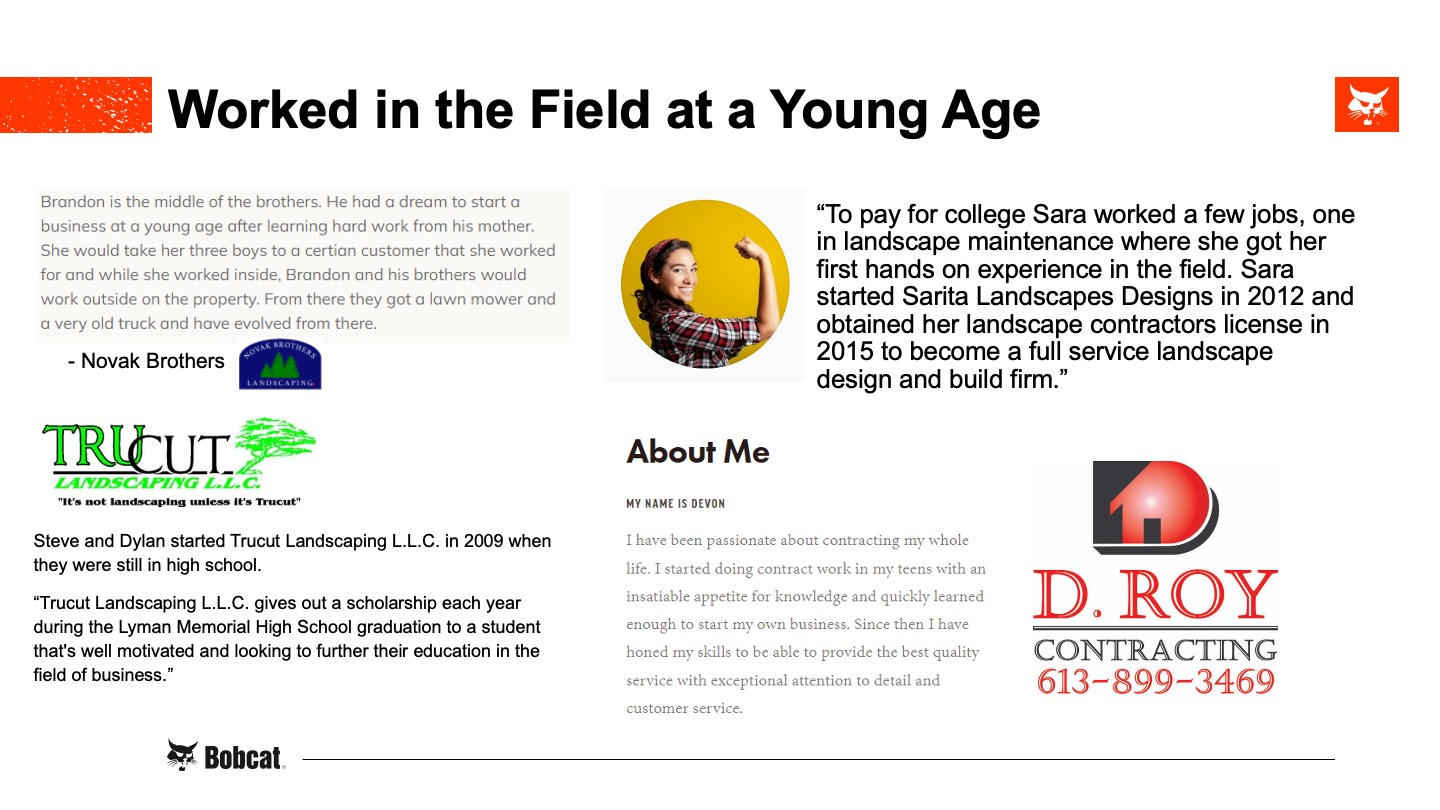 Worked in the Field at a Young Age
Brandon is the middle of the brothers. He had a dream to start a
business at a young age after learning hard work from his mother.
She would take her three boys to a certian customer that she worked
for and while she worked inside, Brandon and his brothers would
work outside on the property. From there they got a lawn mower and
a very old truck and have evolved from there.
- Novak Brothers
NOVAK BROTHERS
LANDSCAPING
TRUCUT
LANDSCAPING L.L.C.
"It's not landscaping unless it's Trucut"
Steve and Dylan started Trucut Landscaping L.L.C. in 2009 when
they were still in high school.
“Trucut Landscaping L.L.C. gives out a scholarship each year
during the Lyman Memorial High School graduation to a student
that's well motivated and looking to further their education in the
field of business.”
“To pay for college Sara worked a few jobs, one
in landscape maintenance where she got her
first hands on experience in the field. Sara
started Sarita Landscapes Designs in 2012 and
obtained her landscape contractors license in
2015 to become a full service landscape
design and build firm.”
About Me
MY NAME IS DEVON
I have been passionate about contracting my whole
life. I started doing contract work in my teens with an
insatiable appetite for knowledge and quickly learned
enough to start my own business. Since then I have
honed my skills to be able to provide the best quality
service with exceptional attention to detail and
customer service.
D. ROY
CONTRACTING
613-899-3469
Bobcat